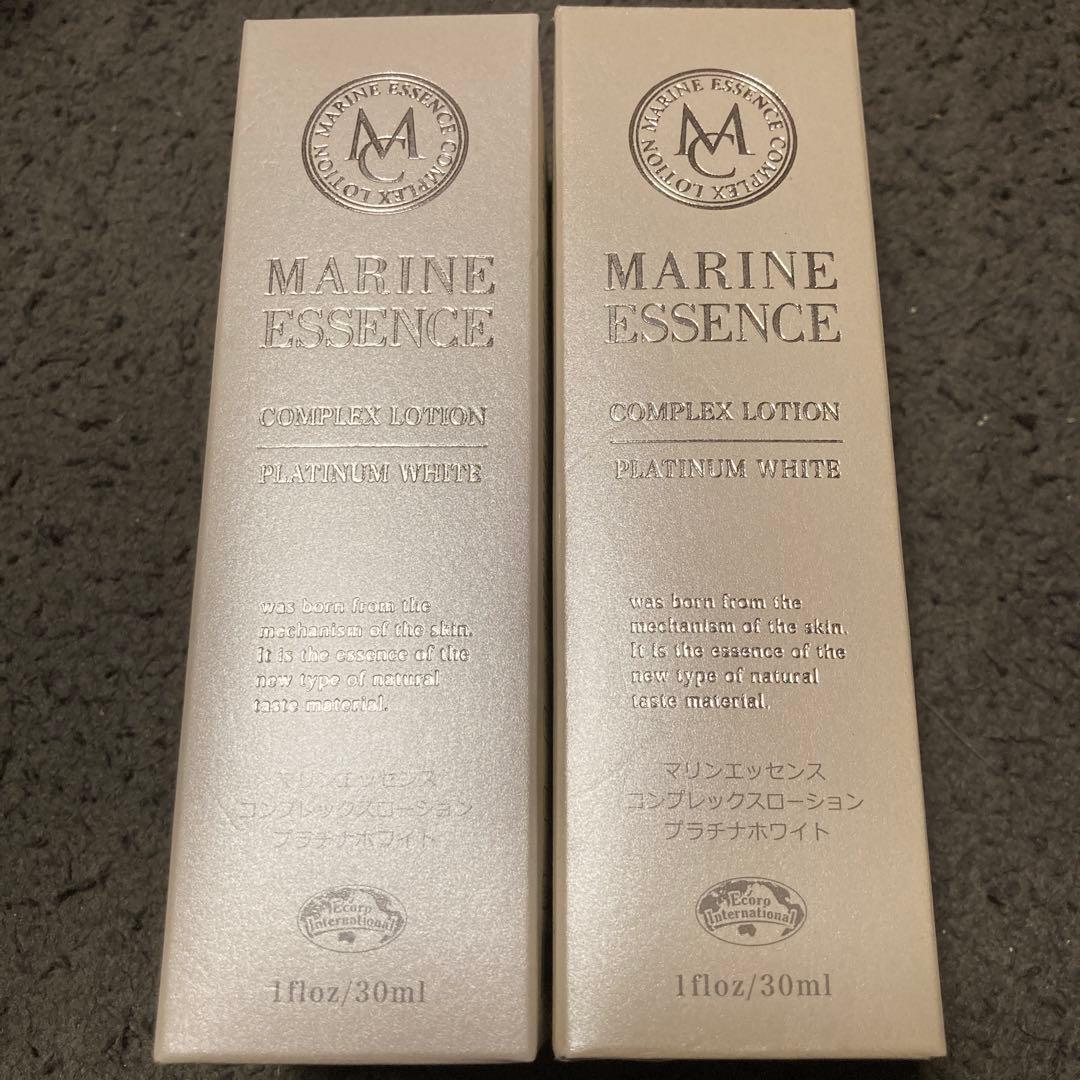 MARINE ESSENCE COMPLEX LOTION
MC
MARINE
ESSENCE
COMPLEX LOTION
PLATINUM WHITE
was born from the
mechanism of the skin.
It is the essence of the
new type of natural
taste material.
マリンエッセンス
コンプレックスローション
プラチナホワイト
Ecorp
International
1floz/30ml
MARINE ESSENCE COMPLEX LOTION
MC
MARINE
ESSENCE
COMPLEX LOTION
PLATINUM WHITE
was born from the
mechanism of the skin.
It is the essence of the
new type of natural
taste material.
マリンエッセンス
コンプレックスローション
プラチナホワイト
Ecorp
International
1floz/30ml